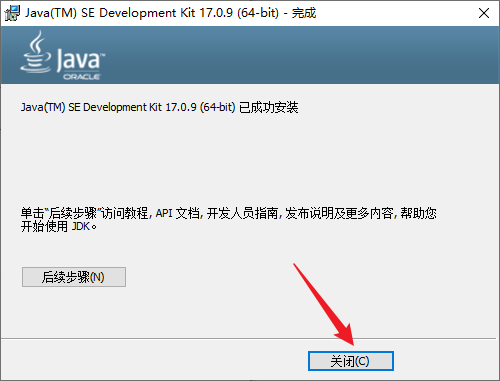 Java(TM) SE Development Kit 17.0.9 (64-bit) - 完成
Java
ORACLE
Java(TM) SE Development Kit 17.0.9 (64-bit) 已成功安装
单击“后续步骤”访问教程, API 文档, 开发人员指南, 发布说明及更多内容, 帮助您
开始使用 JDK。
后续步骤(N)
关闭(C)